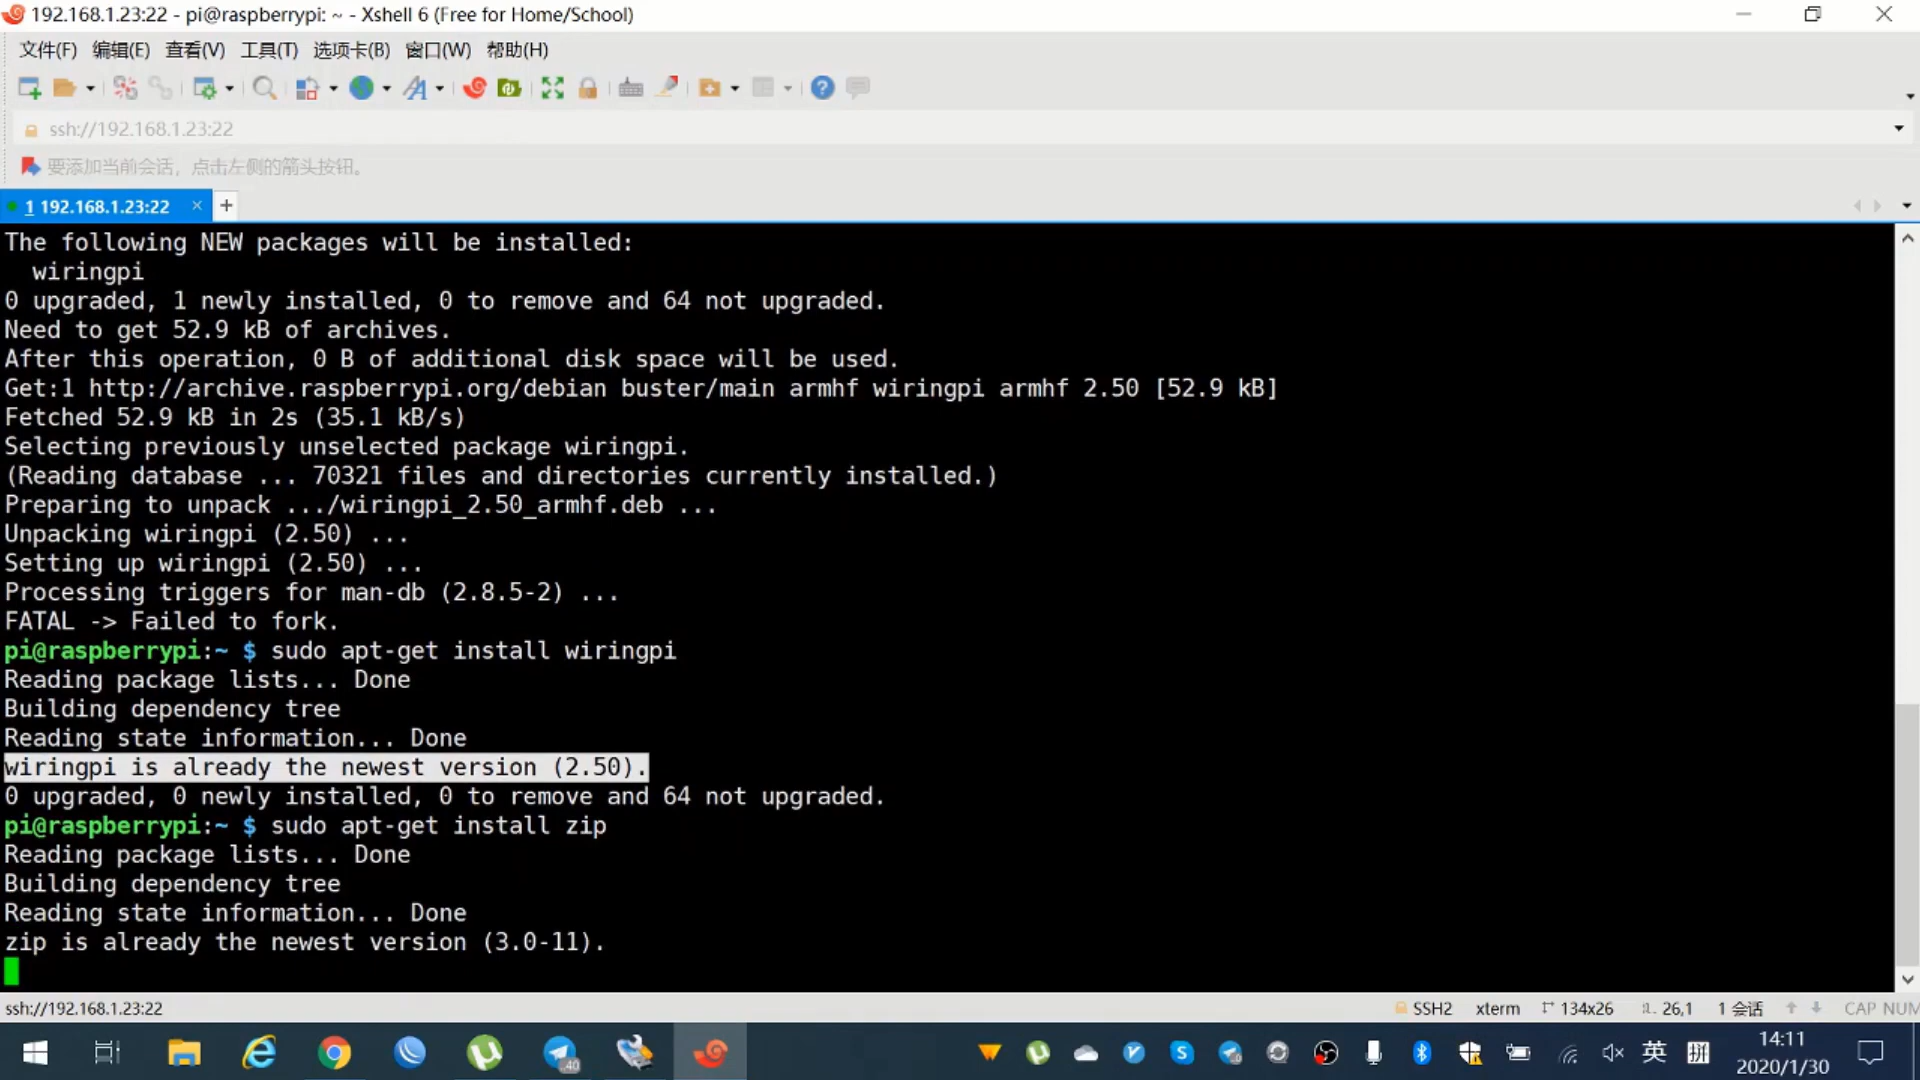 192.168.1.23:22 - pi@raspberrypi: ~ - Xshell 6 (Free for Home/School)
文件(F) 编辑(E) 查看(V) 工具(T) 选项卡(B) 窗口(W) 帮助(H)
ssh://192.168.1.23:22
要添加当前会话，点击左侧的箭头按钮。
1 192.168.1.23:22 × +
The following NEW packages will be installed:
wiringpi
0 upgraded, 1 newly installed, 0 to remove and 64 not upgraded.
Need to get 52.9 kB of archives.
After this operation, 0 B of additional disk space will be used.
Get:1 http://archive.raspberrypi.org/debian buster/main armhf wiringpi armhf 2.50 [52.9 kB]
Fetched 52.9 kB in 2s (35.1 kB/s)
Selecting previously unselected package wiringpi.
(Reading database ... 70321 files and directories currently installed.)
Preparing to unpack .../wiringpi_2.50_armhf.deb ...
Unpacking wiringpi (2.50) ...
Setting up wiringpi (2.50) ...
Processing triggers for man-db (2.8.5-2) ...
FATAL -> Failed to fork.
pi@raspberrypi:~ $ sudo apt-get install wiringpi
Reading package lists... Done
Building dependency tree
Reading state information... Done
wiringpi is already the newest version (2.50).
0 upgraded, 0 newly installed, 0 to remove and 64 not upgraded.
pi@raspberrypi:~ $ sudo apt-get install zip
Reading package lists... Done
Building dependency tree
Reading state information... Done
zip is already the newest version (3.0-11).
ssh://192.168.1.23:22 SSH2 xterm 134x26 26,1 1 会话 CAP NUM
40 英 拼 14:11
2020/1/30